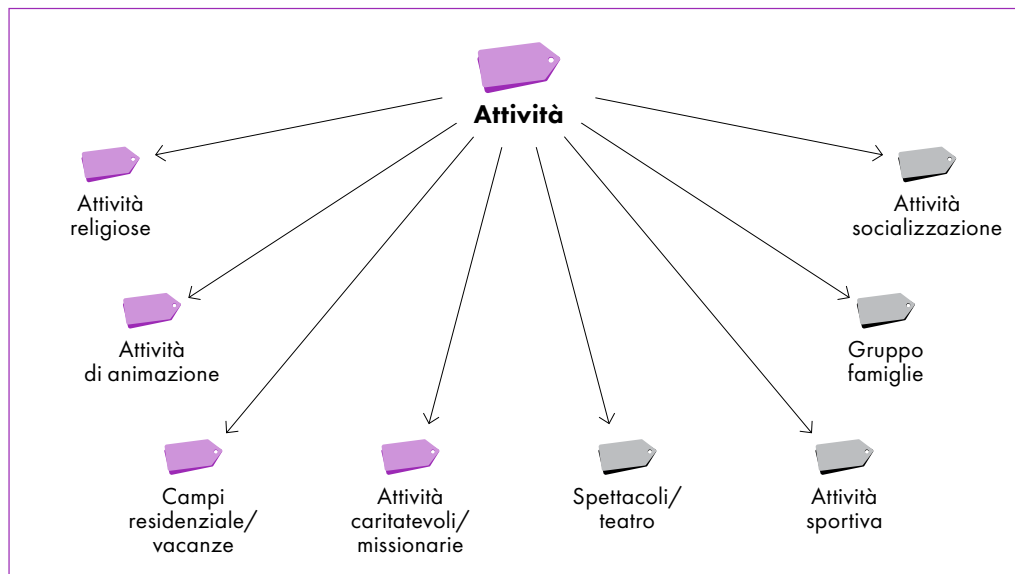 Attività
Attività
religiose
Attività
socializzazione
Attività
di animazione
Gruppo
famiglie
Campi
residenziale/
vacanze
Attività
caritatevoli/
missionarie
Spettacoli/
teatro
Attività
sportiva